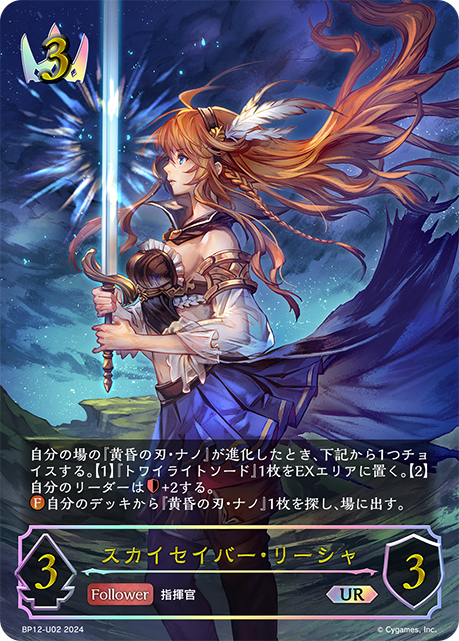 3
自分の場の『黄昏の刃・ナノ』が進化したとき、下記から1つチョ
イスする。【1】『トワイライトソード』1枚をEXエリアに置く。【2】
自分のリーダーは+2する。
F自分のデッキから『黄昏の刃・ナノ』1枚を探し、場に出す。
スカイセイバー・リーシャ
3
Follower 指揮官
UR
3
BP12-U02 2024
© Cygames, Inc.